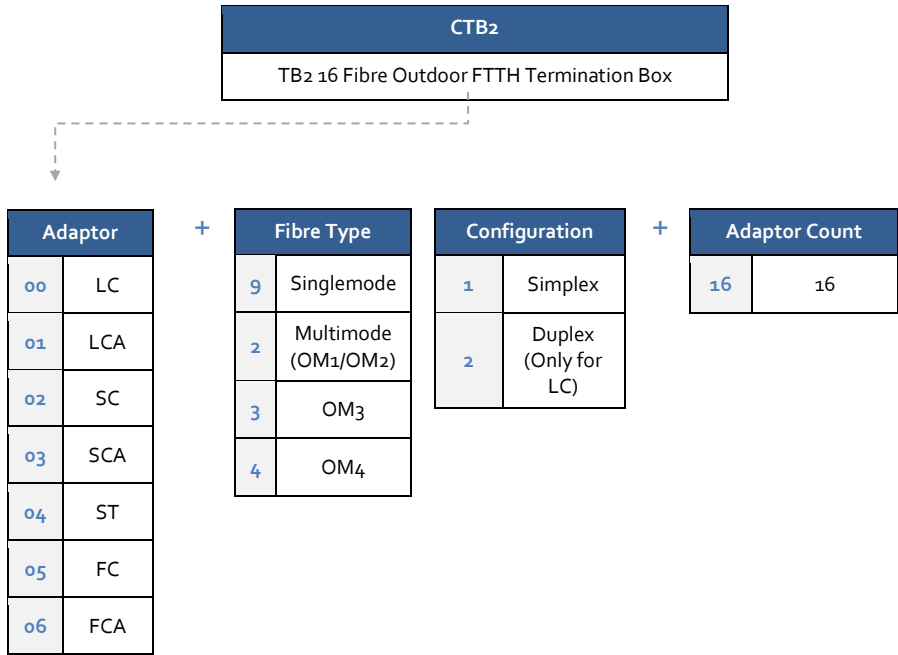 CTB2
TB2 16 Fibre Outdoor FTTH Termination Box
Adaptor
00 LC
01 LCA
02 SC
03 SCA
04 ST
05 FC
06 FCA
+
Fibre Type
9 Singlemode
2 Multimode
(OM1/OM2)
3 OM3
4 OM4
Configuration
1 Simplex
2 Duplex
(Only for
LC)
+
Adaptor Count
16 16